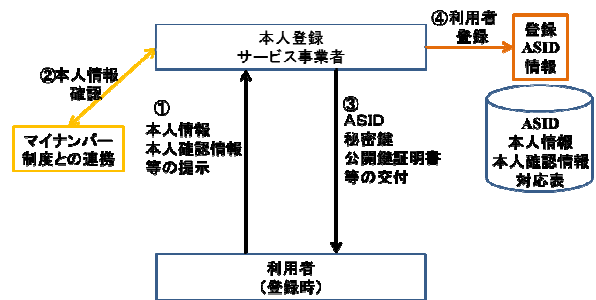 本人登録
サービス事業者
④利用者
登録
登録
ASID
情報
②本人情報
確認
マイナンバー
制度との連携
①
本人情報
本人確認情報
等の提示
③
ASID
秘密鍵
公開鍵証明書
等の交付
ASID
本人情報
本人確認情報
対応表
利用者
（登録時）